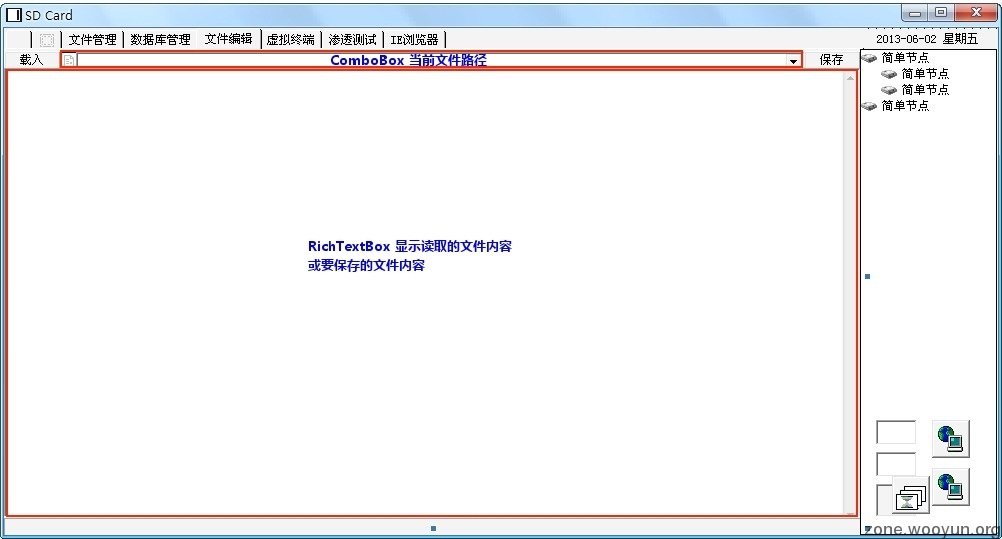 SD Card
文件管理 数据库管理 文件编辑 虚拟终端 渗透测试 IE浏览器 2013-06-02 星期五
载入 ComboBox 当前文件路径 保存
简单节点
简单节点
简单节点
简单节点
RichTextBox 显示读取的文件内容
或要保存的文件内容
zone.wooyun.org